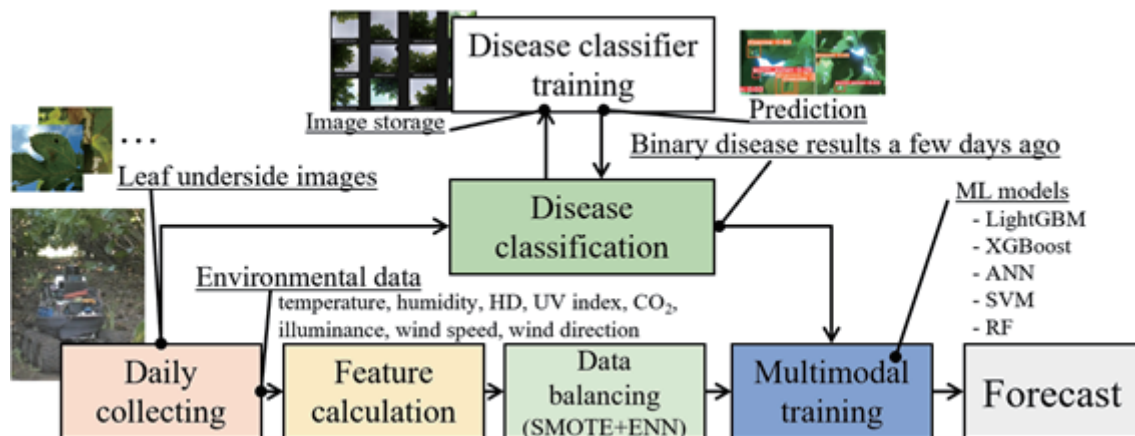 Disease classifier
training
Image storage
Prediction
Binary disease results a few days ago
...
Leaf underside images
Disease
classification
ML models
- LightGBM
- XGBoost
- ANN
- SVM
- RF
Environmental data
temperature, humidity, HD, UV index, CO₂,
illuminance, wind speed, wind direction
Daily
collecting
Feature
calculation
Data
balancing
(SMOTE+ENN)
Multimodal
training
Forecast